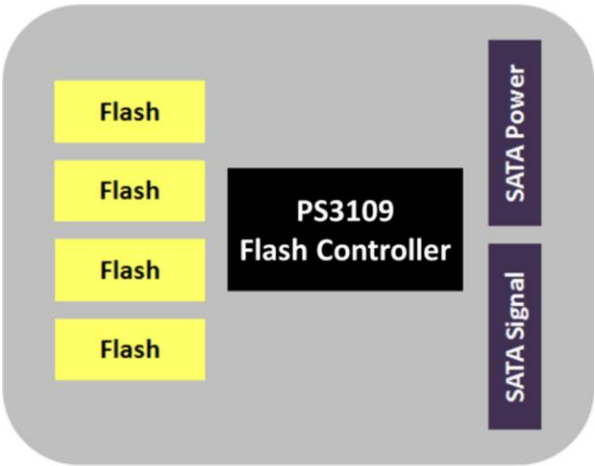 Flash
Flash
Flash
Flash
PS3109
Flash Controller
SATA Power
SATA Signal